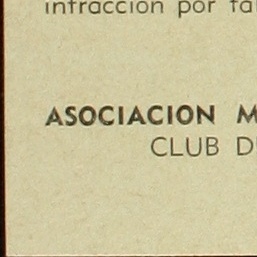 infracción por fa
ASOCIACION M
CLUB D